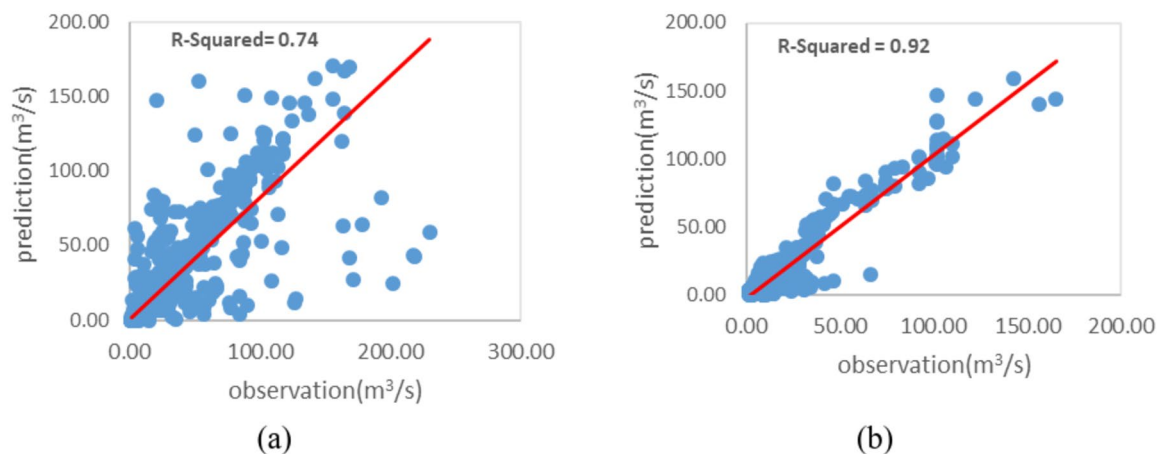 200.00
R-Squared= 0.74
150.00
100.00
50.00
0.00
prediction(m³/s)
0.00 100.00 200.00 300.00
observation(m³/s)
(a)
200.00
R-Squared = 0.92
150.00
100.00
50.00
0.00
prediction(m³/s)
0.00 50.00 100.00 150.00 200.00
observation(m³/s)
(b)